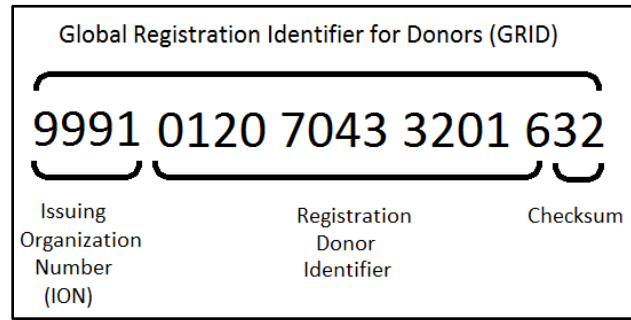 Global Registration Identifier for Donors (GRID)
9991 0120 7043 3201 632
Issuing
Organization
Number
(ION)
Registration
Donor
Identifier
Checksum